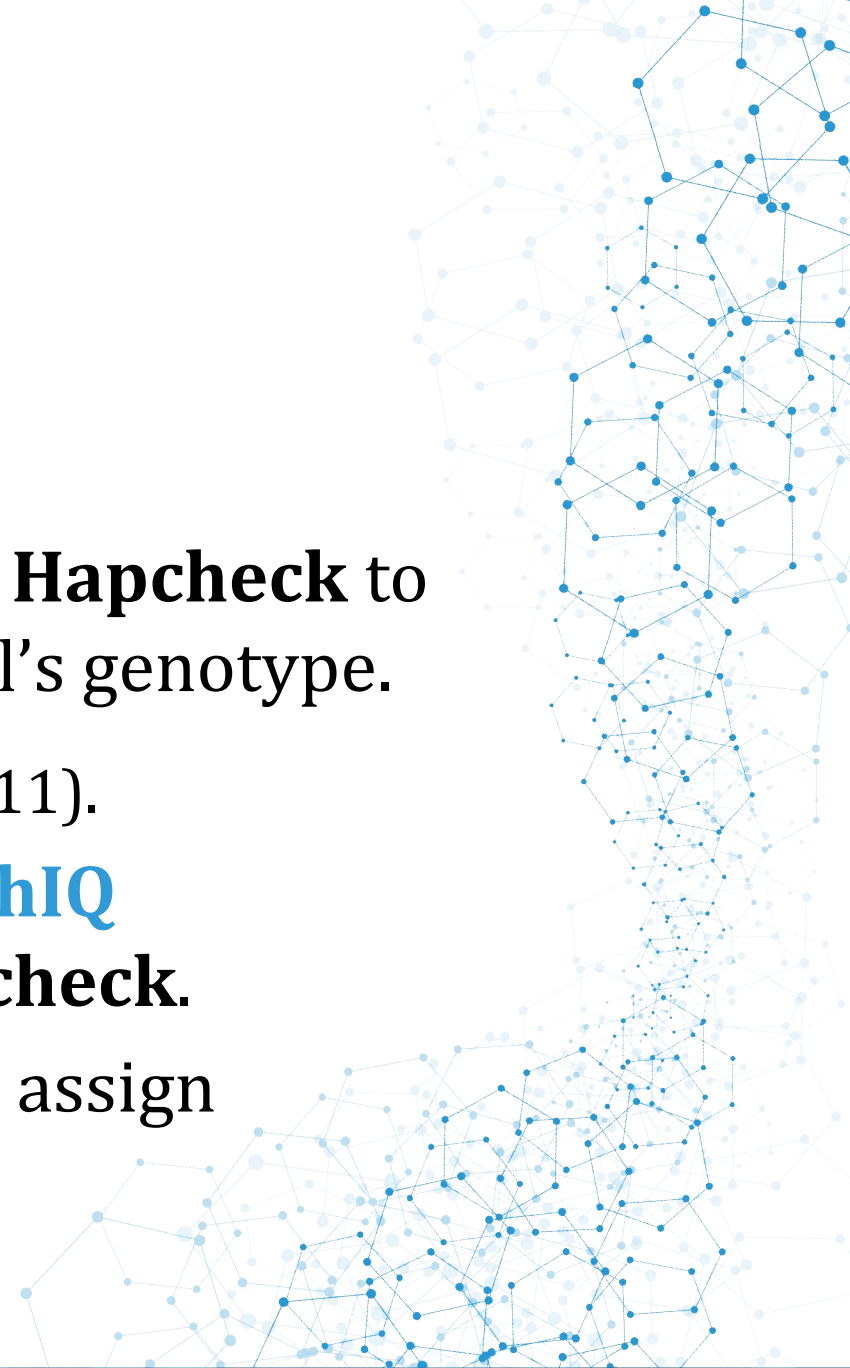 Hapcheck to
l’s genotype.
11).
hIQ
check.
assign